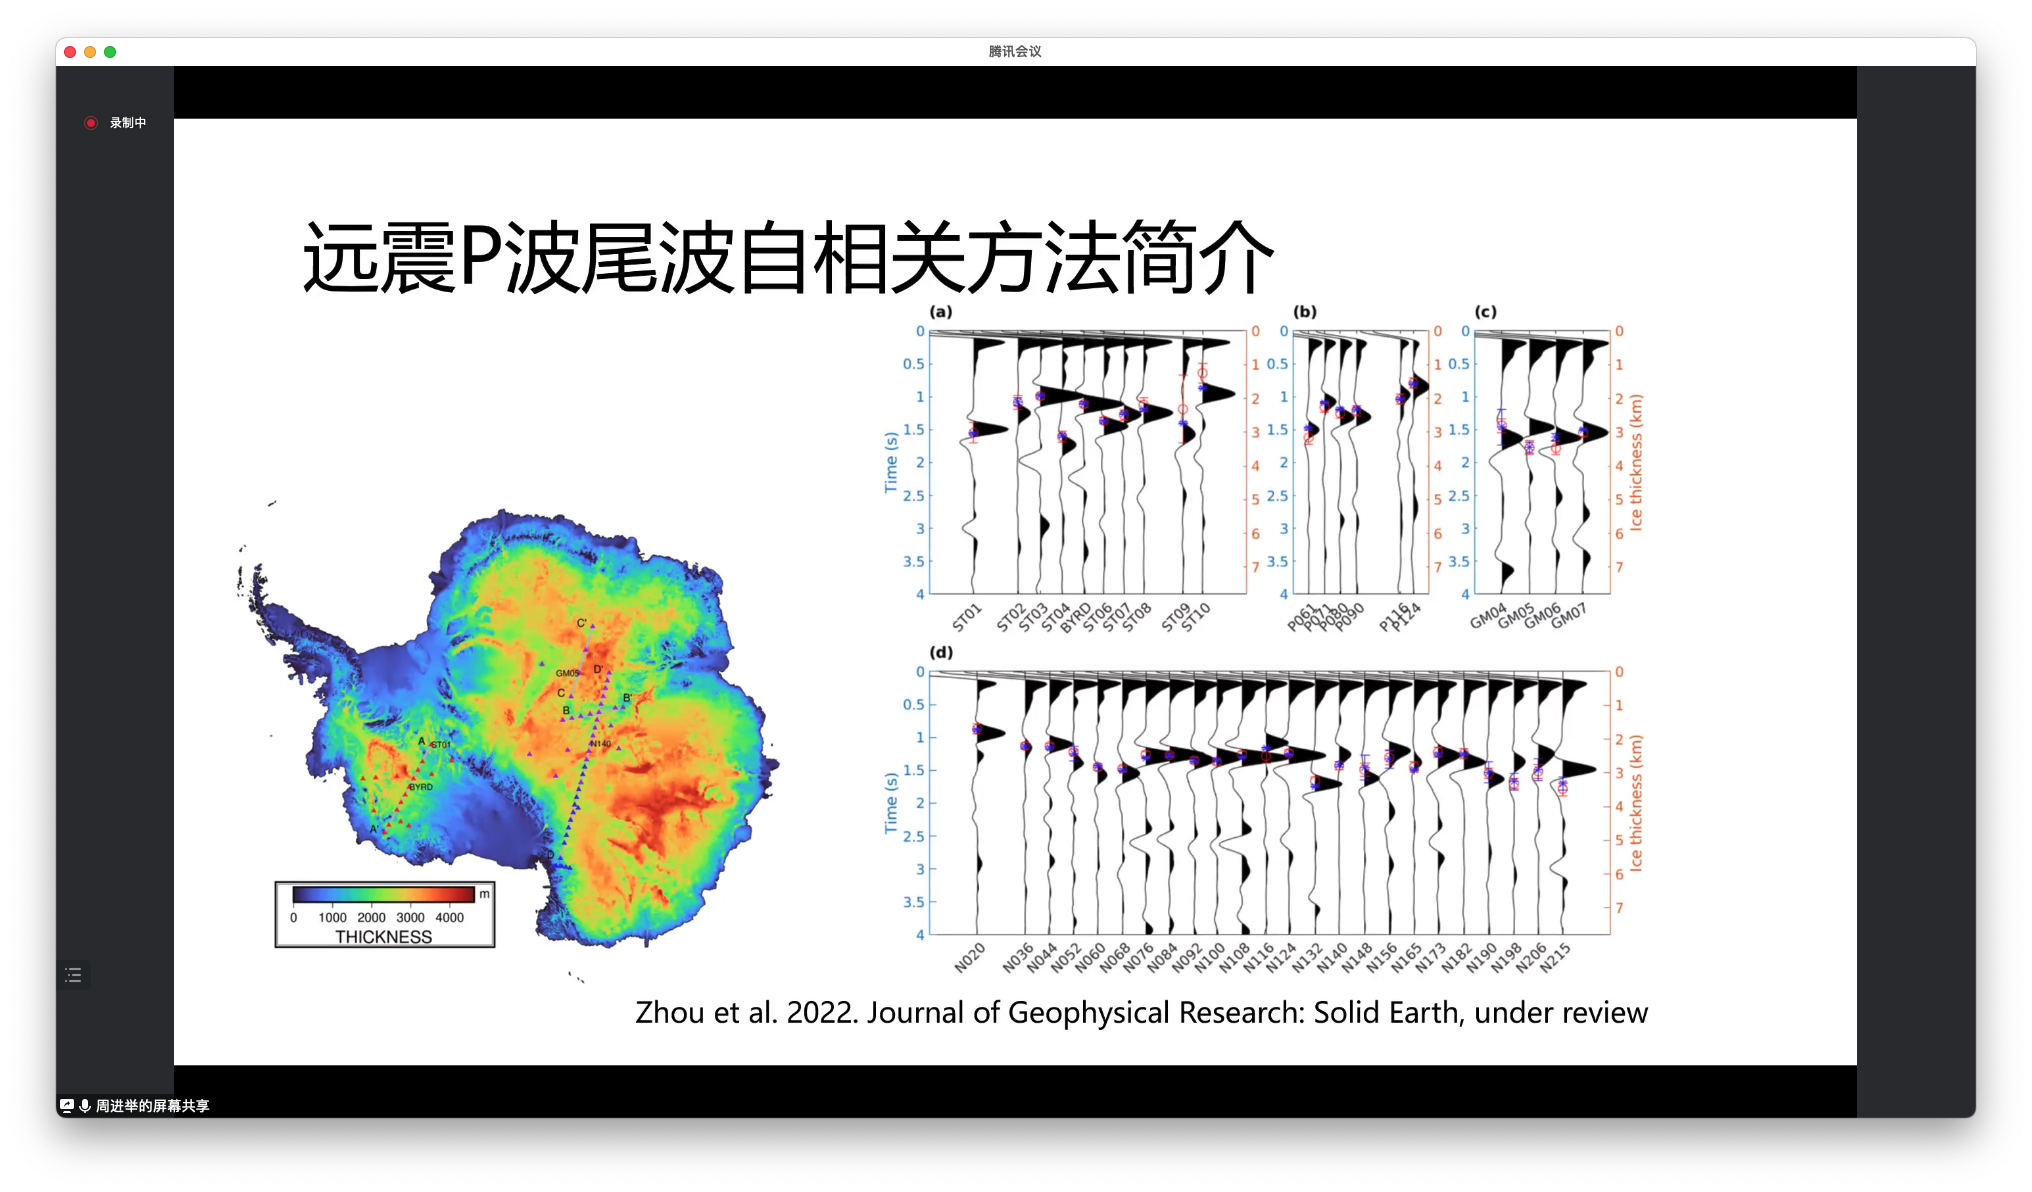 腾讯会议
录制中
远震P波尾波自相关方法简介
(a)
(b)
(c)
0
0.5
1
1.5
2
2.5
3
3.5
4
Time (s)
0
1
2
3
4
5
6
7
0
0.5
1
1.5
2
2.5
3
3.5
4
0
1
2
3
4
5
6
7
0
0.5
1
1.5
2
2.5
3
3.5
4
0
1
2
3
4
5
6
7
Ice thickness (km)
ST01 ST02 ST03 ST04 BYRD ST06 ST07 ST08 ST09 ST10
P061 P071 P080 P090 P116 P124
GM04 GM05 GM06 GM07
(d)
0
0.5
1
1.5
2
2.5
3
3.5
4
Time (s)
0
1
2
3
4
5
6
7
Ice thickness (km)
N020 N036 N044 N052 N060 N068 N076 N084 N092 N100 N108 N116 N124 N132 N140 N148 N156 N165 N173 N182 N190 N198 N206 N215
C'
GM05
D'
C
B'
B
N140
A
ST01
BYRD
A'
D
m
0 1000 2000 3000 4000
THICKNESS
Zhou et al. 2022. Journal of Geophysical Research: Solid Earth, under review
周进举的屏幕共享